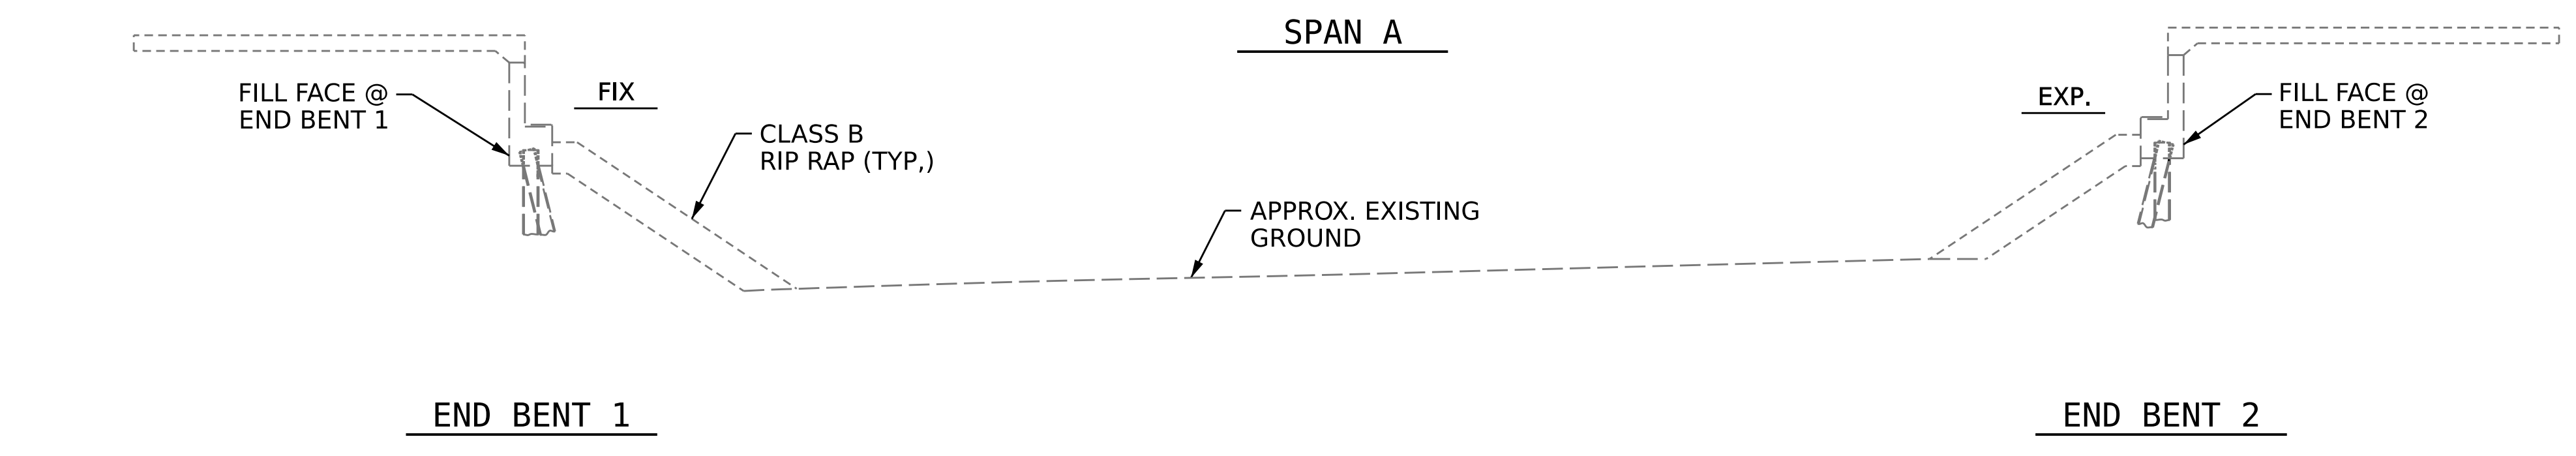 SPAN A
FILL FACE @
END BENT 1
FIX
CLASS B
RIP RAP (TYP,)
APPROX. EXISTING
GROUND
EXP.
FILL FACE @
END BENT 2
END BENT 1
END BENT 2